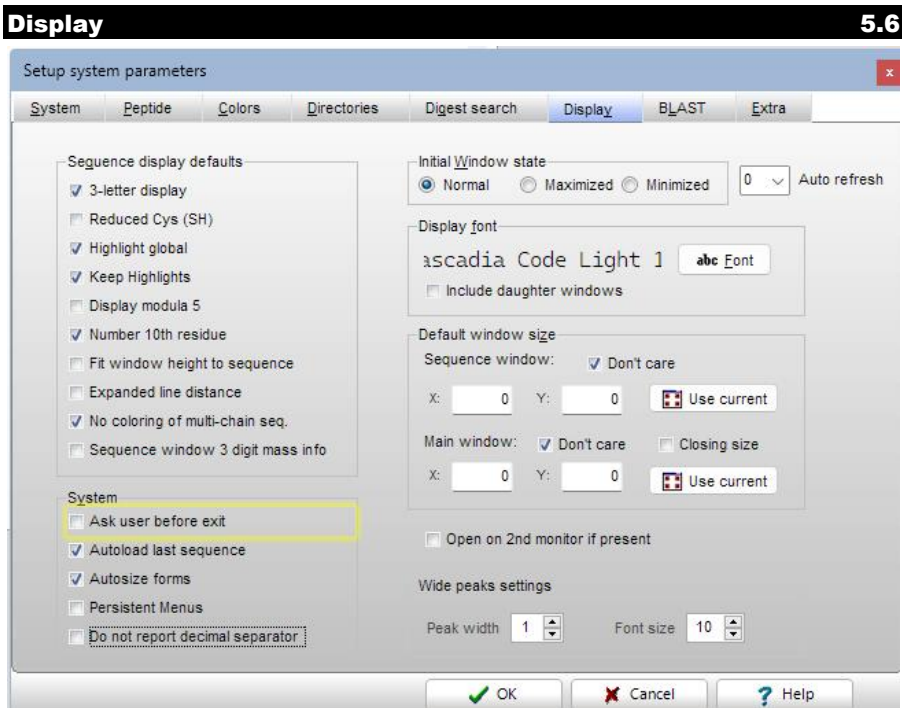 Display 5.6
Setup system parameters x
System Peptide Colors Directories Digest search Display BLAST Extra
Sequence display defaults
3-letter display
Reduced Cys (SH)
Highlight global
Keep Highlights
Display modula 5
Number 10th residue
Fit window height to sequence
Expanded line distance
No coloring of multi-chain seq.
Sequence window 3 digit mass info
System
Ask user before exit
Autoload last sequence
Autosize forms
Persistent Menus
Do not report decimal separator
Initial Window state
Normal Maximized Minimized
0 Auto refresh
Display font
ascadia Code Light 1 abc Font
Include daughter windows
Default window size
Sequence window: Don't care
X: 0 Y: 0 Use current
Main window: Don't care Closing size
X: 0 Y: 0 Use current
Open on 2nd monitor if present
Wide peaks settings
Peak width 1 Font size 10
OK Cancel ? Help